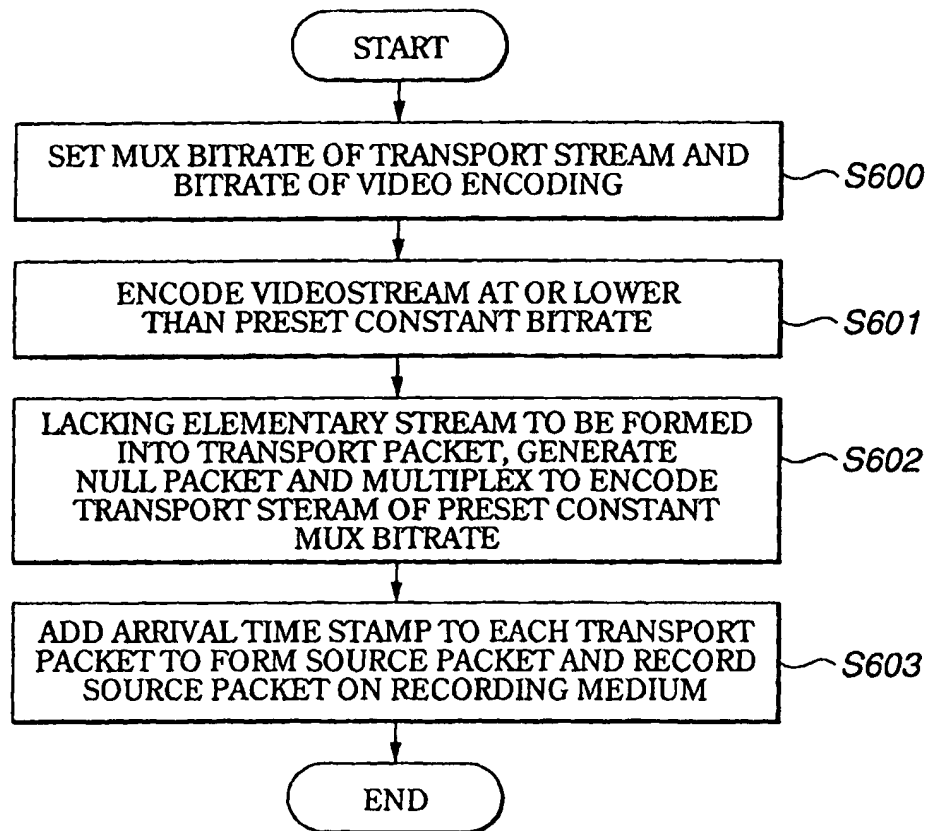 START
SET MUX BITRATE OF TRANSPORT STREAM AND
BITRATE OF VIDEO ENCODING
S600
ENCODE VIDEOSTREAM AT OR LOWER
THAN PRESET CONSTANT BITRATE
S601
LACKING ELEMENTARY STREAM TO BE FORMED
INTO TRANSPORT PACKET, GENERATE
NULL PACKET AND MULTIPLEX TO ENCODE
TRANSPORT STERAM OF PRESET CONSTANT
MUX BITRATE
S602
ADD ARRIVAL TIME STAMP TO EACH TRANSPORT
PACKET TO FORM SOURCE PACKET AND RECORD
SOURCE PACKET ON RECORDING MEDIUM
S603
END